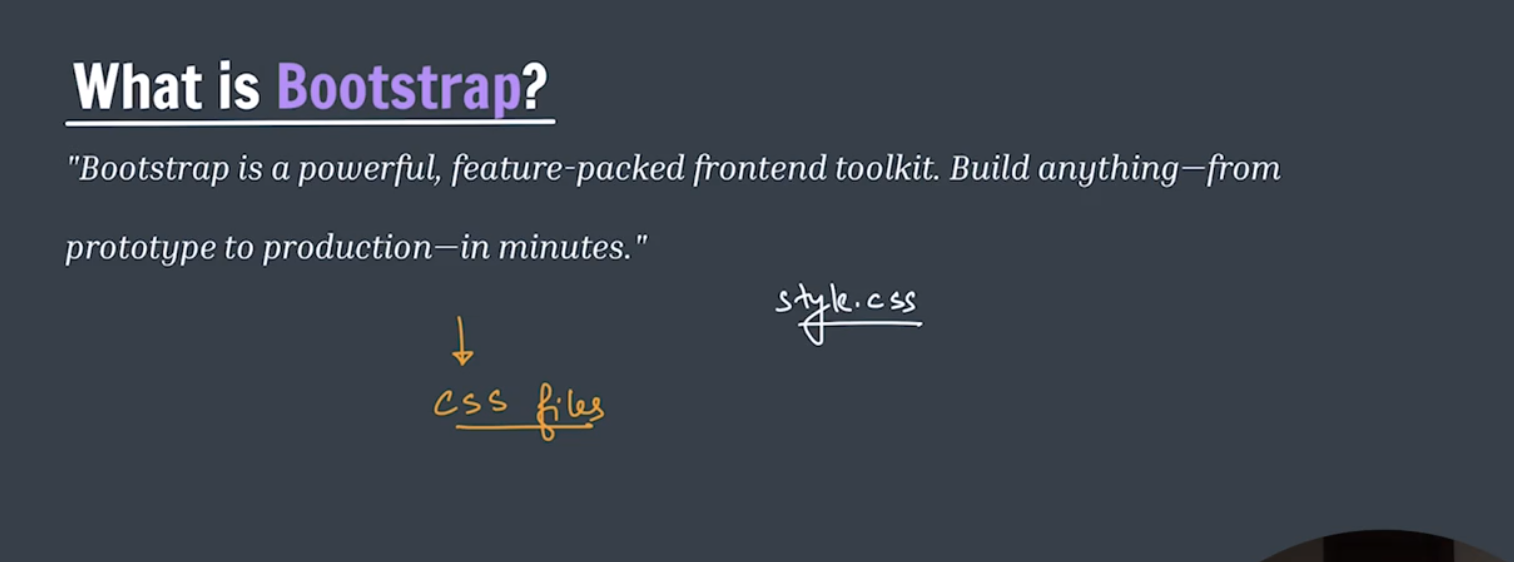 What is Bootstrap?
"Bootstrap is a powerful, feature-packed frontend toolkit. Build anything—from
prototype to production—in minutes."
style.css
css files